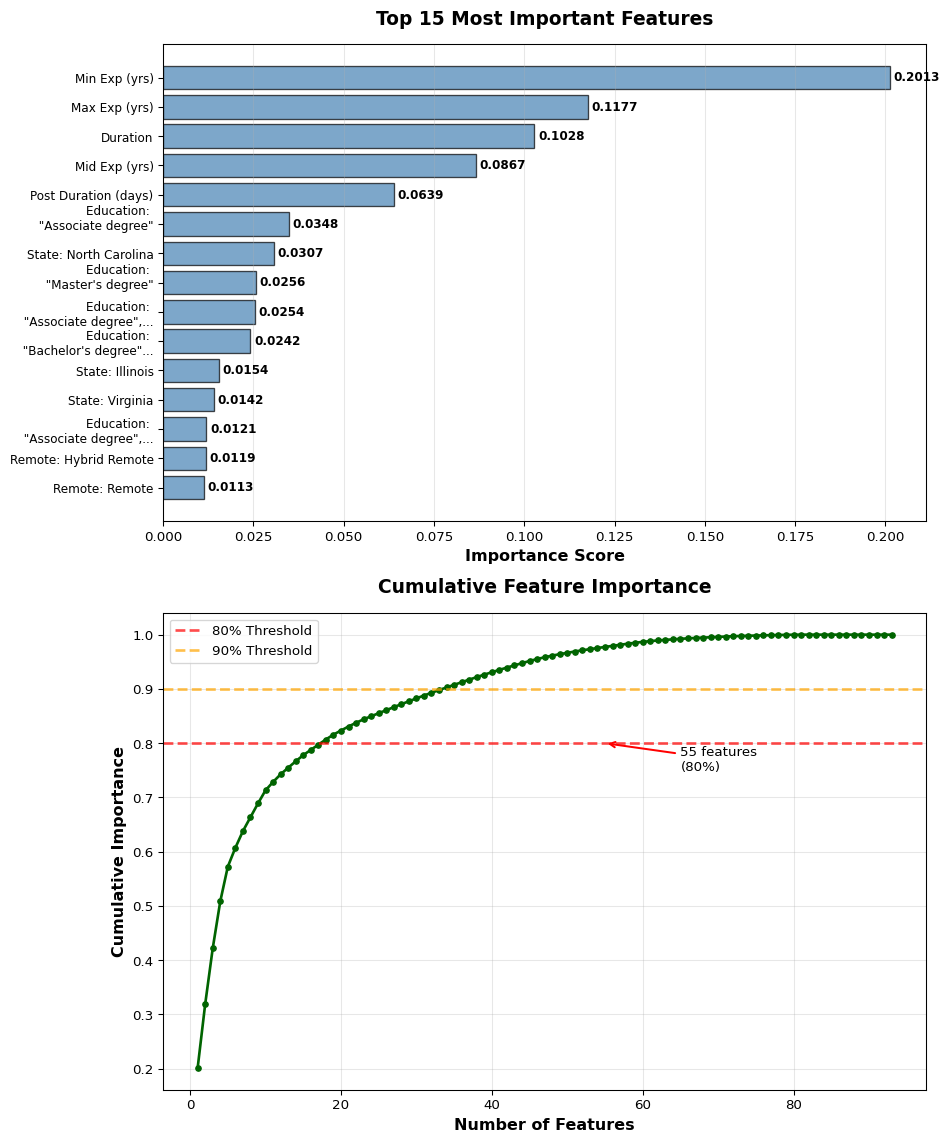 Top 15 Most Important Features
Min Exp (yrs)
0.2013
Max Exp (yrs)
0.1177
Duration
0.1028
Mid Exp (yrs)
0.0867
Post Duration (days)
0.0639
Education:
"Associate degree"
0.0348
State: North Carolina
0.0307
Education:
"Master's degree"
0.0256
Education:
"Associate degree",...
0.0254
Education:
"Bachelor's degree"...
0.0242
State: Illinois
0.0154
State: Virginia
0.0142
Education:
"Associate degree",...
0.0121
Remote: Hybrid Remote
0.0119
Remote: Remote
0.0113
0.000 0.025 0.050 0.075 0.100 0.125 0.150 0.175 0.200
Importance Score
Cumulative Feature Importance
80% Threshold
90% Threshold
1.0
0.9
0.8
0.7
0.6
0.5
0.4
0.3
0.2
Cumulative Importance
55 features
(80%)
0 20 40 60 80
Number of Features